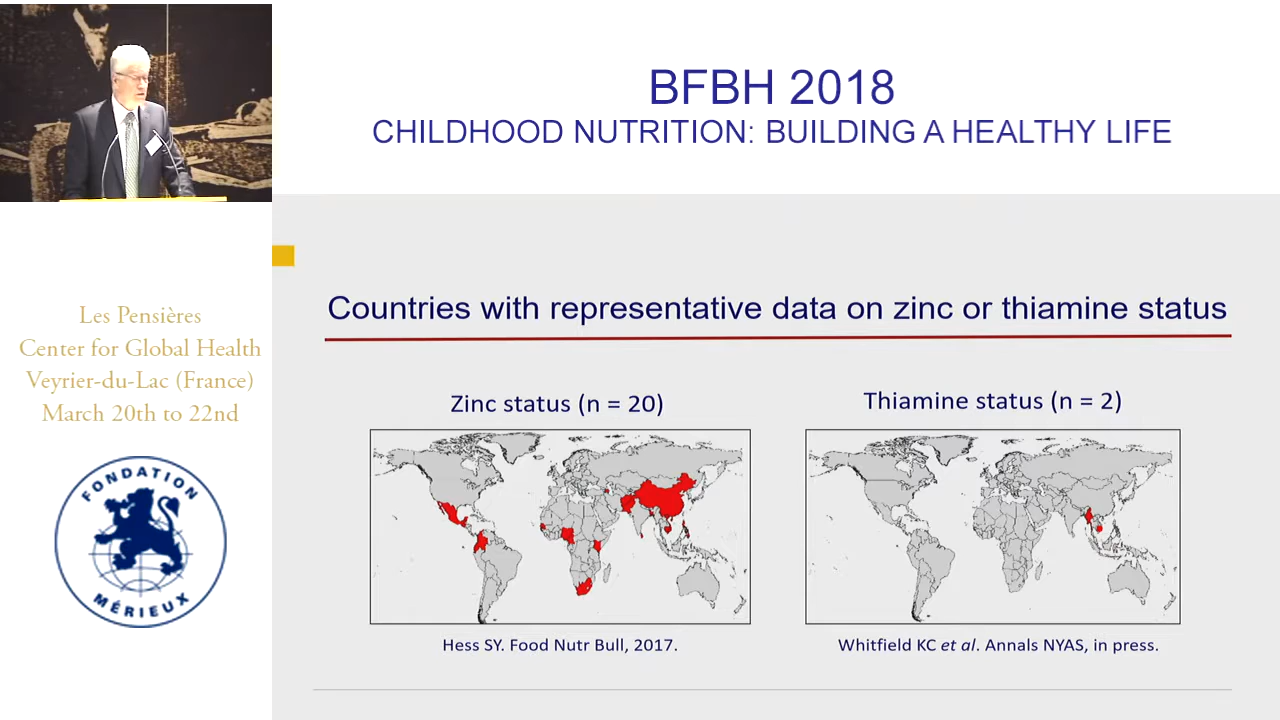 BFBH 2018
CHILDHOOD NUTRITION: BUILDING A HEALTHY LIFE
Les Pensières
Center for Global Health
Veyrier-du-Lac (France)
March 20th to 22nd
FONDATION
MÉRIEUX
Countries with representative data on zinc or thiamine status
Zinc status (n = 20)
Thiamine status (n = 2)
Hess SY. Food Nutr Bull, 2017.
Whitfield KC et al. Annals NYAS, in press.